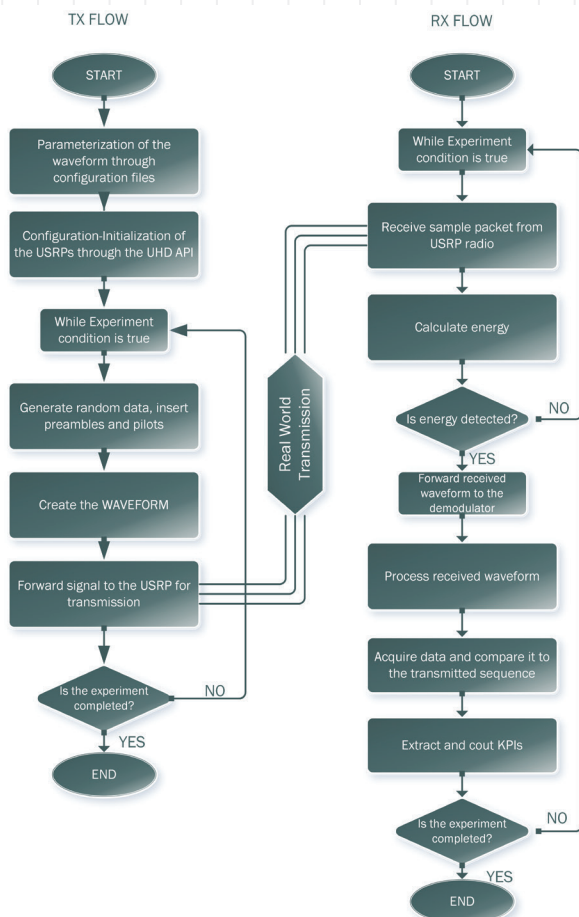 TX FLOW
START
Parameterization of the
waveform through
configuration files
Configuration-Initialization of
the USRPs through the UHD API
While Experiment
condition is true
Generate random data, insert
preambles and pilots
Create the WAVEFORM
Forward signal to the USRP for
transmission
Is the experiment
completed?
NO
YES
END
Real World
Transmission
RX FLOW
START
While Experiment
condition is true
Receive sample packet from
USRP radio
Calculate energy
Is energy detected?
NO
YES
Forward received
waveform to the
demodulator
Process received waveform
Acquire data and compare it to
the transmitted sequence
Extract and cout KPIs
Is the experiment
completed?
NO
YES
END